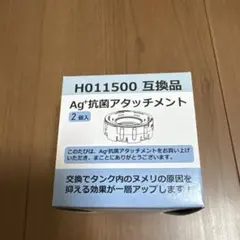 H011500 互換品
Ag⁺抗菌アタッチメント
2個入
このたびは、Ag⁺抗菌アタッチメントをお買い上げ
いただき、まことにありがとうございます。
交換でタンク内のヌメリの原因を
抑える効果が一層アップします!